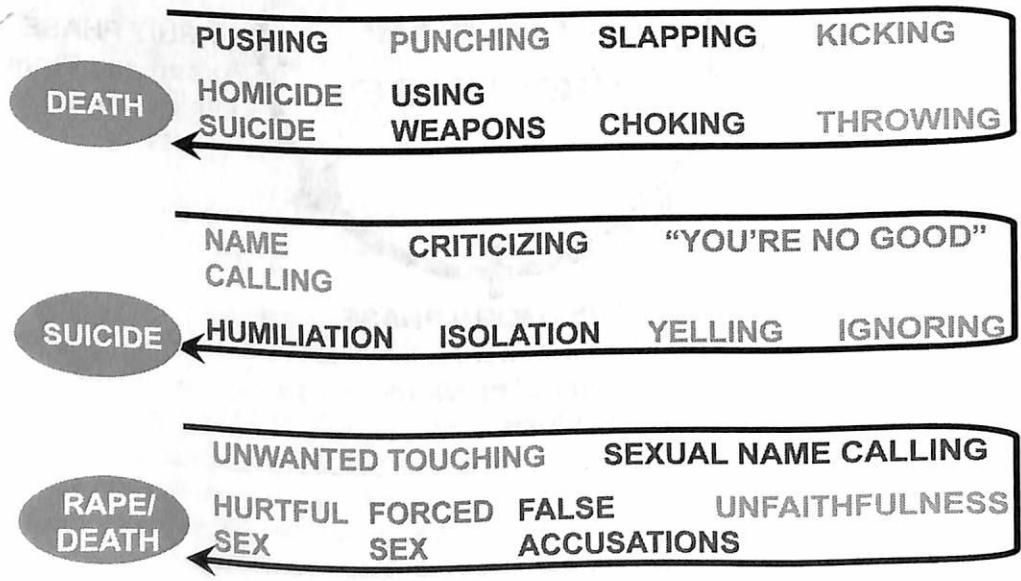 PUSHING PUNCHING SLAPPING KICKING
DEATH
HOMICIDE USING
SUICIDE WEAPONS CHOKING THROWING
NAME CRITICIZING "YOU'RE NO GOOD"
CALLING
SUICIDE
HUMILIATION ISOLATION YELLING IGNORING
UNWANTED TOUCHING SEXUAL NAME CALLING
RAPE/
DEATH
HURTFUL FORCED FALSE UNFAITHFULNESS
SEX SEX ACCUSATIONS